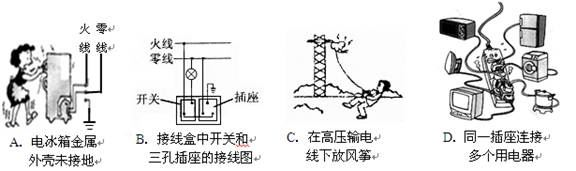 火 零
线 线
A. 电冰箱金属
外壳未接地
火线
零线
开关
插座
B. 接线盒中开关和
三孔插座的接线图
C. 在高压输电
线下放风筝
D. 同一插座连接
多个用电器